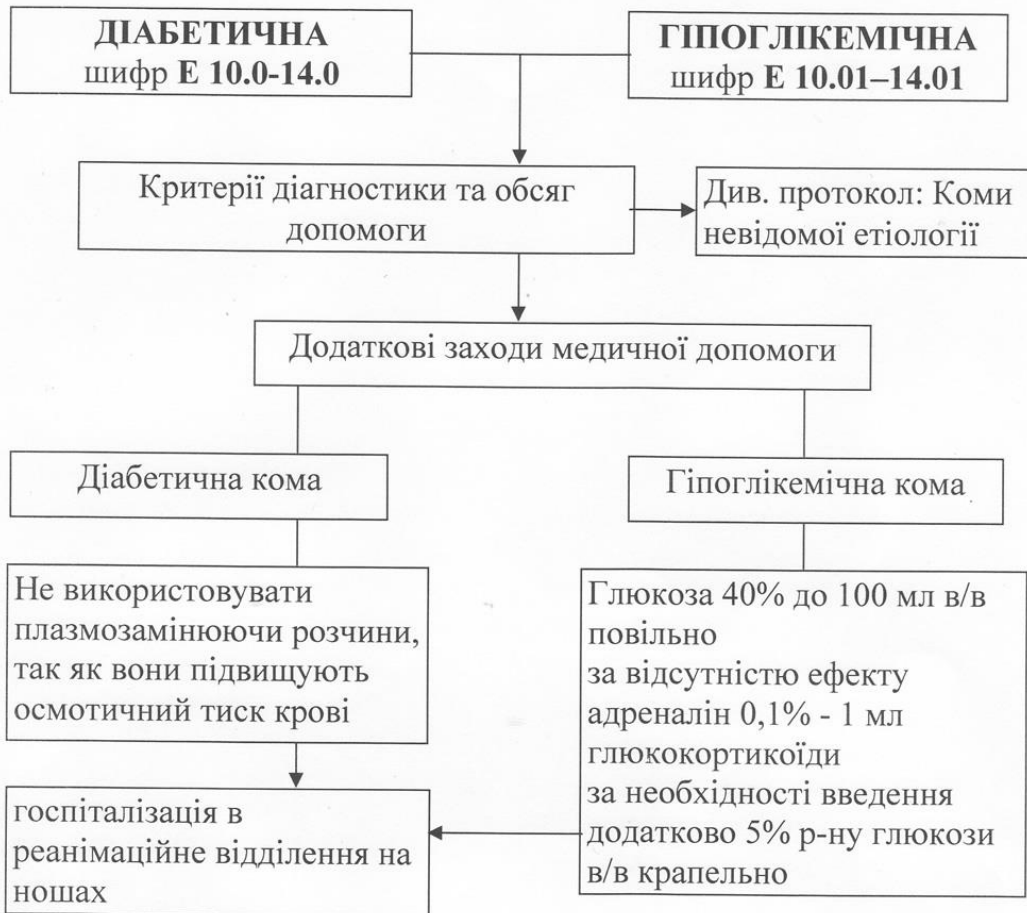 ДІАБЕТИЧНА
шифр Е 10.0-14.0
ГІПОГЛІКЕМІЧНА
шифр Е 10.01–14.01
Критерії діагностики та обсяг
допомоги
Див. протокол: Коми
невідомої етіології
Додаткові заходи медичної допомоги
Діабетична кома
Гіпоглікемічна кома
Не використовувати
плазмозамінюючи розчини,
так як вони підвищують
осмотичний тиск крові
Глюкоза 40% до 100 мл в/в
повільно
за відсутністю ефекту
адреналін 0,1% - 1 мл
глюкокортикоїди
за необхідності введення
додатково 5% р-ну глюкози
в/в крапельно
госпіталізація в
реанімаційне відділення на
ношах